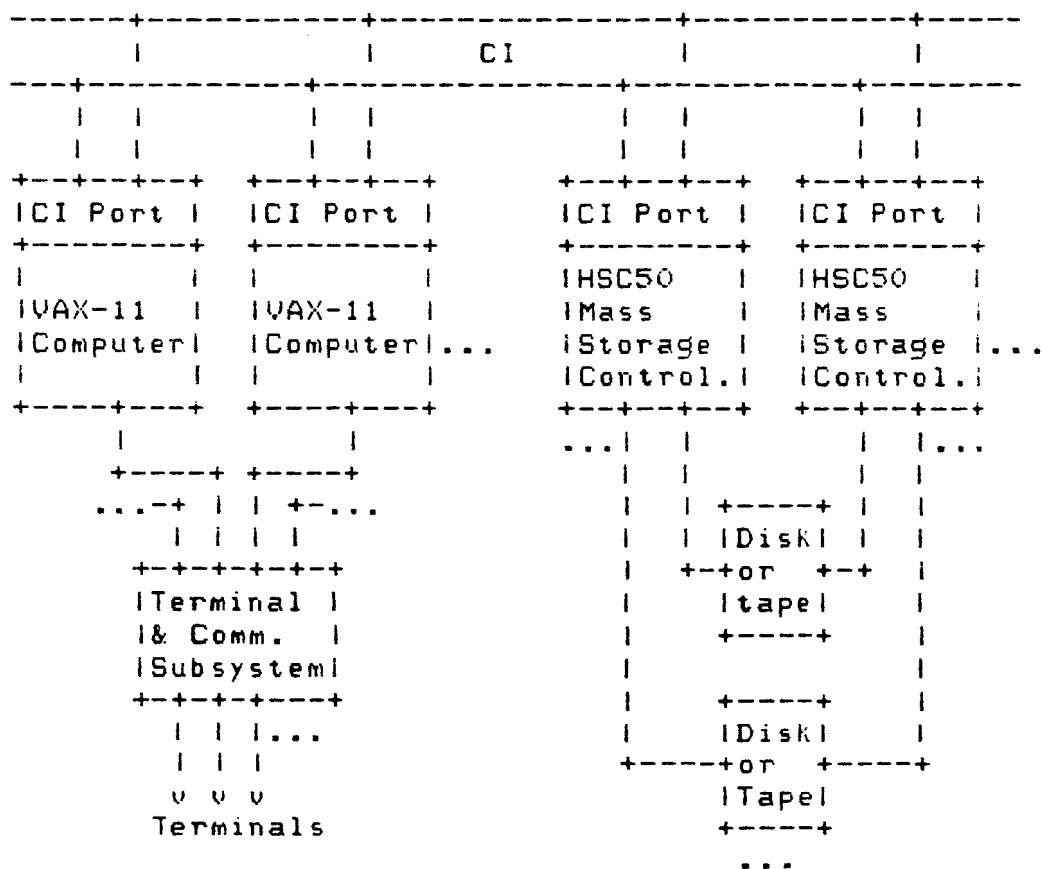 CI
CI Port CI Port CI Port CI Port
HSC50 HSC50
VAX-11 VAX-11 Mass Mass
Computer Computer... Storage Storage...
Control. Control.
... ...
... ...
Disk
or
tape
Terminal
& Comm.
Subsystem
...
Disk
or
Tape
Terminals
...